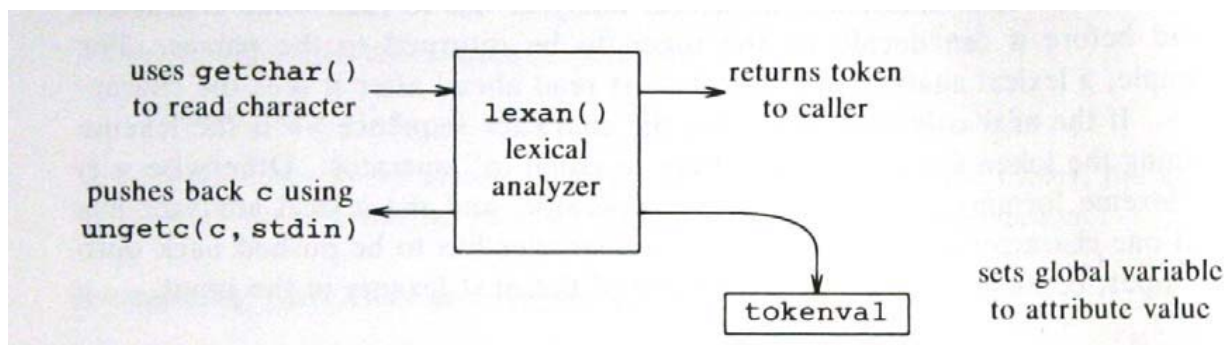 uses getchar()
to read character
pushes back c using
ungetc(c, stdin)
lexan()
lexical
analyzer
returns token
to caller
tokenval
sets global variable
to attribute value